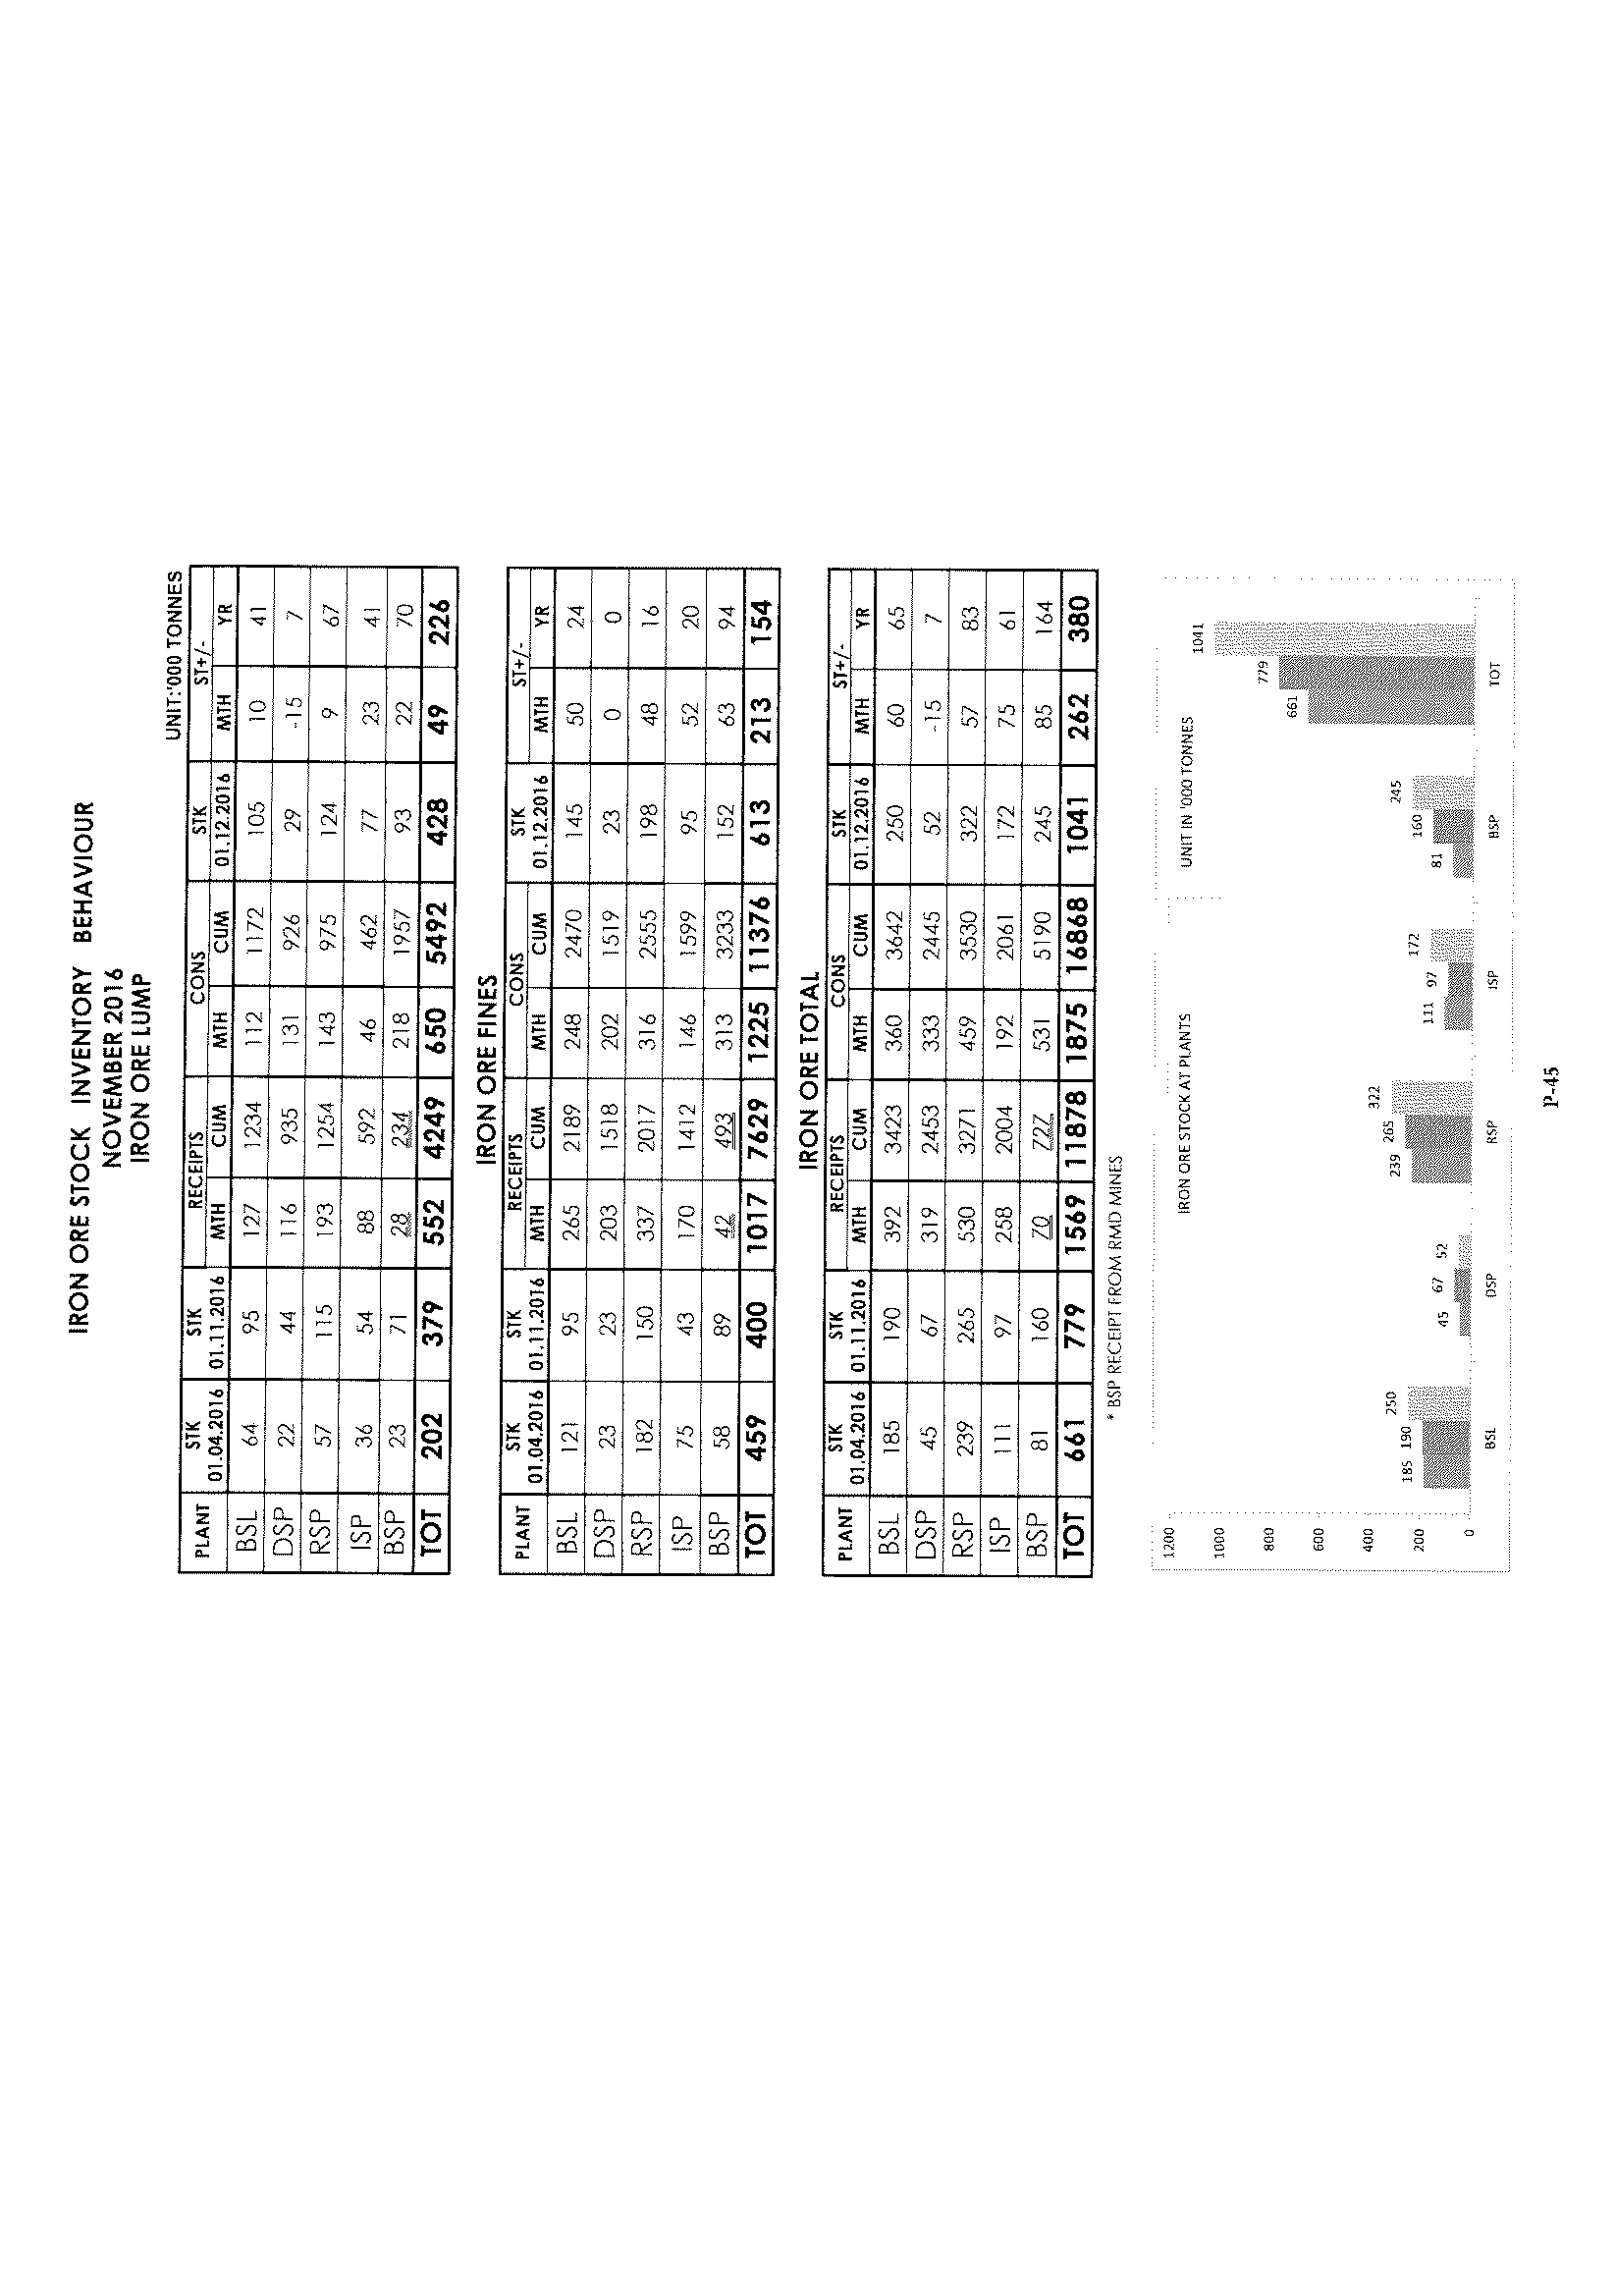 IRON ORE STOCK INVENTORY BEHAVIOUR
NOVEMBER 2016
IRON ORE LUMP
UNIT:'000 TONNES
PLANT STK 01.04.2016 STK 01.11.2016 RECEIPTS CONS STK 01.12.2016 ST+/-
MTH CUM MTH CUM MTH YR
BSL 64 95 127 1234 112 1172 105 10 41
DSP 22 44 116 935 131 926 29 -15 7
RSP 57 115 193 1254 143 975 124 9 67
ISP 36 54 88 592 46 462 77 23 41
BSP 23 71 28 234 218 1957 93 22 70
TOT 202 379 552 4249 650 5492 428 49 226
IRON ORE FINES
PLANT STK 01.04.2016 STK 01.11.2016 RECEIPTS CONS STK 01.12.2016 ST+/-
MTH CUM MTH CUM MTH YR
BSL 121 95 265 2189 248 2470 145 50 24
DSP 23 23 203 1518 202 1519 23 0 0
RSP 182 150 337 2017 316 2555 198 48 16
ISP 75 43 170 1412 146 1599 95 52 20
BSP 58 89 42 493 313 3233 152 63 94
TOT 459 400 1017 7629 1225 11376 613 213 154
IRON ORE TOTAL
PLANT STK 01.04.2016 STK 01.11.2016 RECEIPTS CONS STK 01.12.2016 ST+/-
MTH CUM MTH CUM MTH YR
BSL 185 190 392 3423 360 3642 250 60 65
DSP 45 67 319 2453 333 2445 52 -15 7
RSP 239 265 530 3271 459 3530 322 57 83
ISP 111 97 258 2004 192 2061 172 75 61
BSP 81 160 70 727 531 5190 245 85 164
TOT 661 779 1569 11878 1875 16868 1041 262 380
* BSP RECEIPT FROM RMD MINES
IRON ORE STOCK AT PLANTS UNIT IN '000 TONNES
1200
1000
800
600
400
200
0
185 190 250
45 67 52
239 265 322
111 97 172
81 160 245
661 779 1041
BSL DSP RSP ISP BSP TOT
P-45